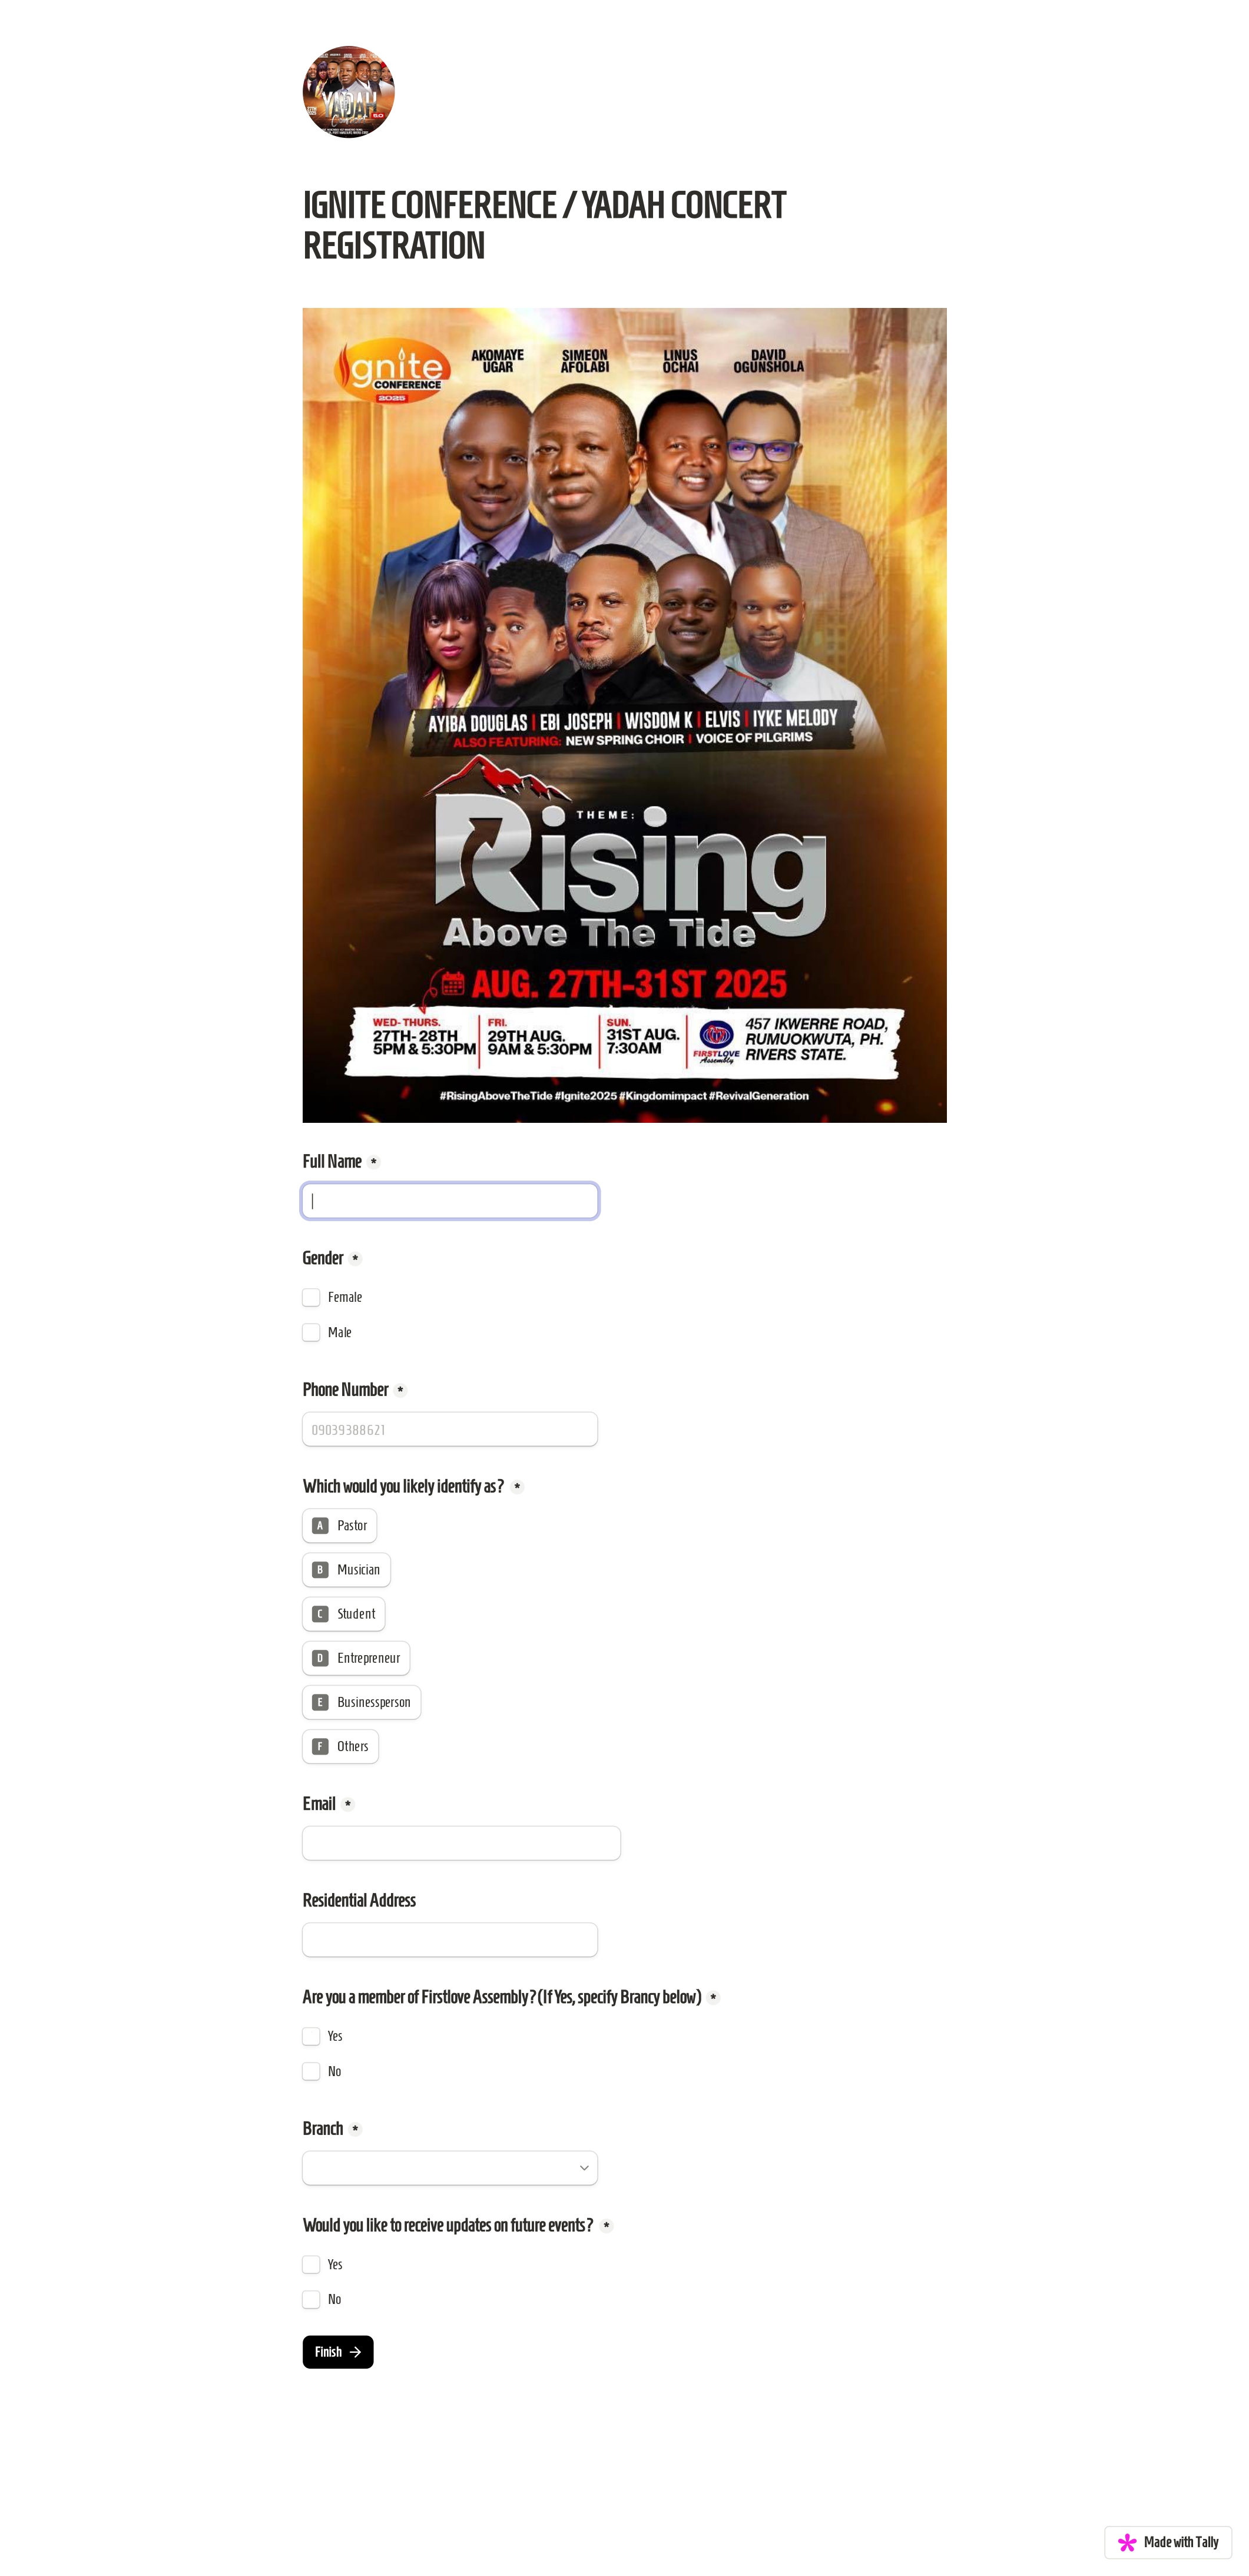 YADAH
5.0
IGNITE CONFERENCE / YADAH CONCERT
REGISTRATION
Ignite
CONFERENCE
2025
AKOMAYE
UGAR
SIMEON
AFOLABI
LINUS
OCHAI
DAVID
OGUNSHOLA
AYIBA DOUGLAS | EBI JOSEPH | WISDOM K | ELVIS | IYKE MELODY
ALSO FEATURING: NEW SPRING CHOIR | VOICE OF PILGRIMS
THEME:
Rising
Above The Tide
AUG. 27TH-31ST 2025
WED- THURS.
27TH- 28TH
5PM & 5:30PM
FRI.
29TH AUG.
9AM & 5:30PM
SUN.
31ST AUG.
7:30AM
FIRSTLOVE
Assembly
457 IKWERRE ROAD,
RUMUOKWUTA, PH.
RIVERS STATE.
#RisingAboveTheTide #Ignite2025 #Kingdomimpact #RevivalGeneration
Full Name *
Gender *
Female
Male
Phone Number *
09039388621
Which would you likely identify as? *
A Pastor
B Musician
C Student
D Entrepreneur
E Businessperson
F Others
Email *
Residential Address
Are you a member of Firstlove Assembly? (If Yes, specify Brancy below) *
Yes
No
Branch *
Would you like to receive updates on future events? *
Yes
No
Finish →
Made with Tally